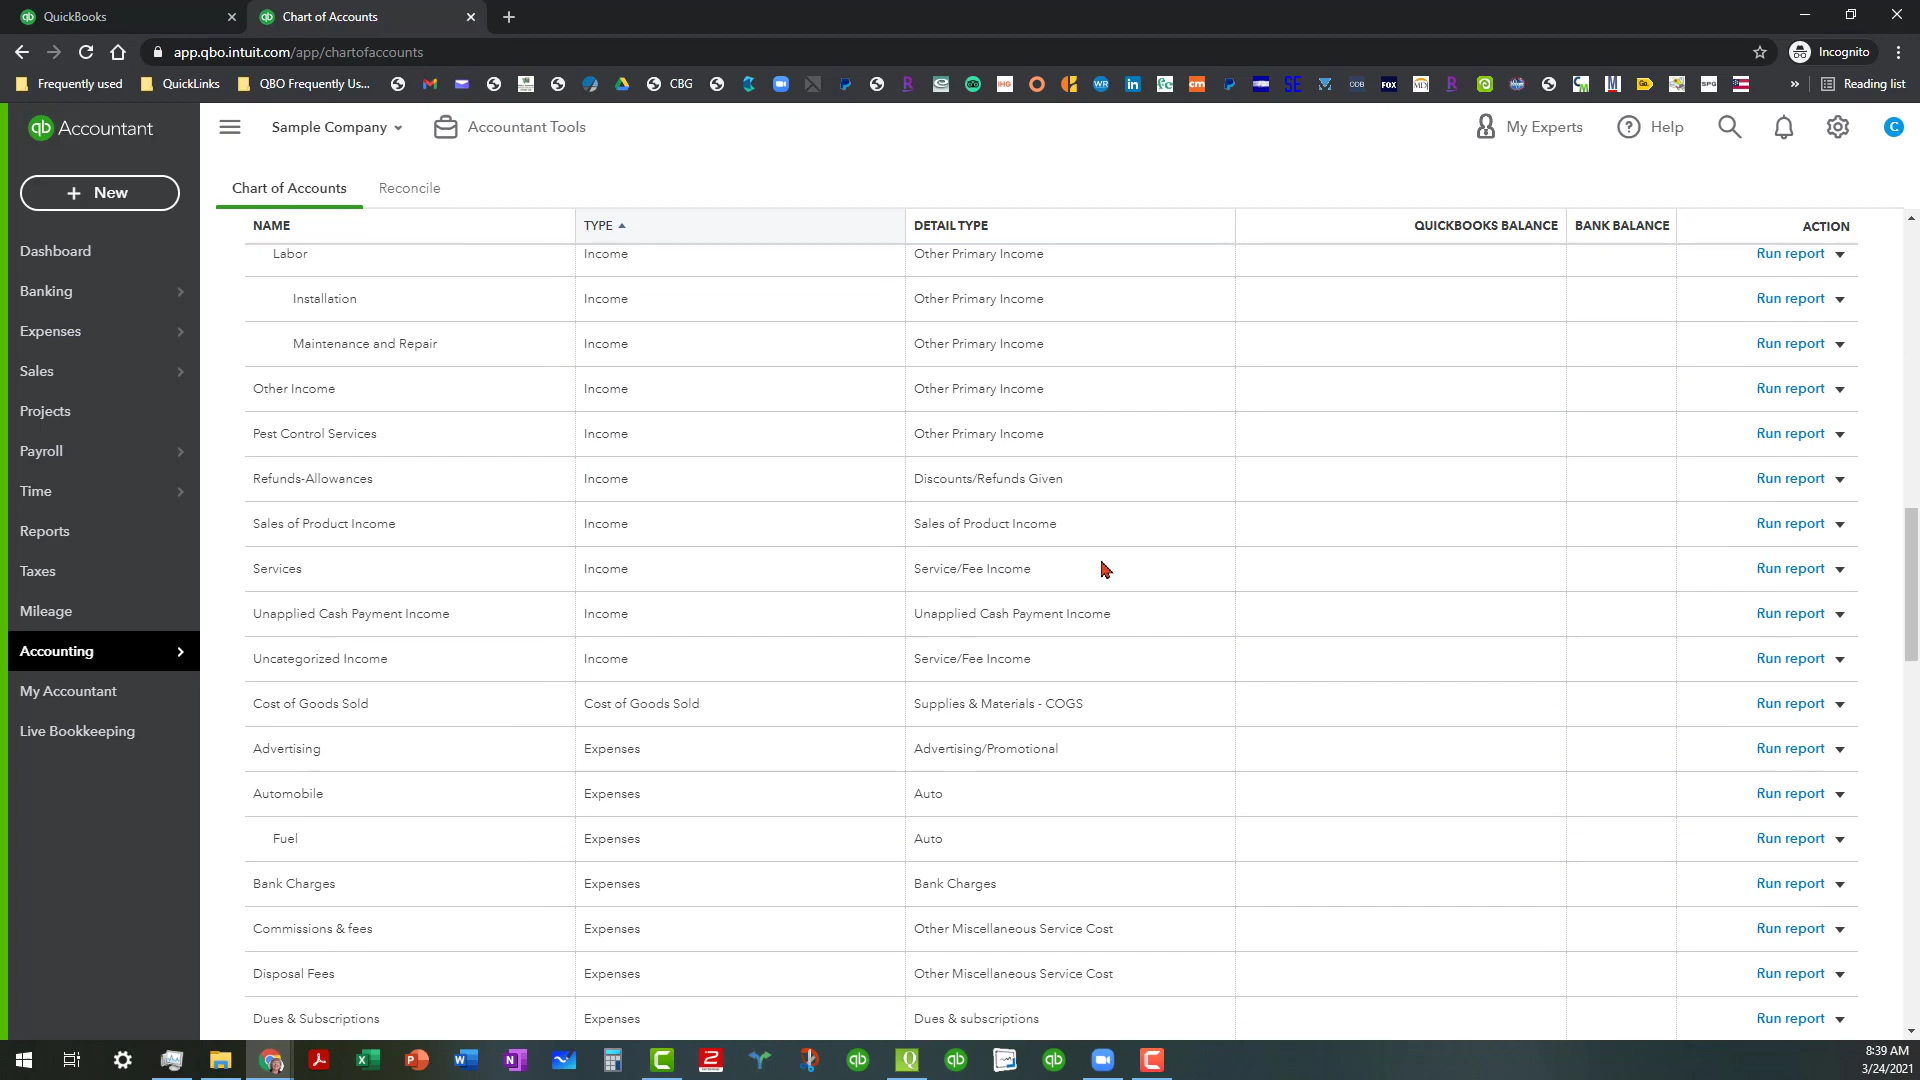 QuickBooks
Chart of Accounts
app.qbo.intuit.com/app/chartofaccounts
Incognito
Frequently used
QuickLinks
QBO Frequently Us...
CBG
Reading list
qb Accountant
Sample Company
Accountant Tools
My Experts
Help
C
+ New
Chart of Accounts
Reconcile
NAME TYPE DETAIL TYPE QUICKBOOKS BALANCE BANK BALANCE ACTION
Dashboard
Banking
Expenses
Sales
Projects
Payroll
Time
Reports
Taxes
Mileage
Accounting
My Accountant
Live Bookkeeping
Labor Income Other Primary Income Run report
Installation Income Other Primary Income Run report
Maintenance and Repair Income Other Primary Income Run report
Other Income Income Other Primary Income Run report
Pest Control Services Income Other Primary Income Run report
Refunds-Allowances Income Discounts/Refunds Given Run report
Sales of Product Income Income Sales of Product Income Run report
Services Income Service/Fee Income Run report
Unapplied Cash Payment Income Income Unapplied Cash Payment Income Run report
Uncategorized Income Income Service/Fee Income Run report
Cost of Goods Sold Cost of Goods Sold Supplies & Materials - COGS Run report
Advertising Expenses Advertising/Promotional Run report
Automobile Expenses Auto Run report
Fuel Expenses Auto Run report
Bank Charges Expenses Bank Charges Run report
Commissions & fees Expenses Other Miscellaneous Service Cost Run report
Disposal Fees Expenses Other Miscellaneous Service Cost Run report
Dues & Subscriptions Expenses Dues & subscriptions Run report
8:39 AM
3/24/2021